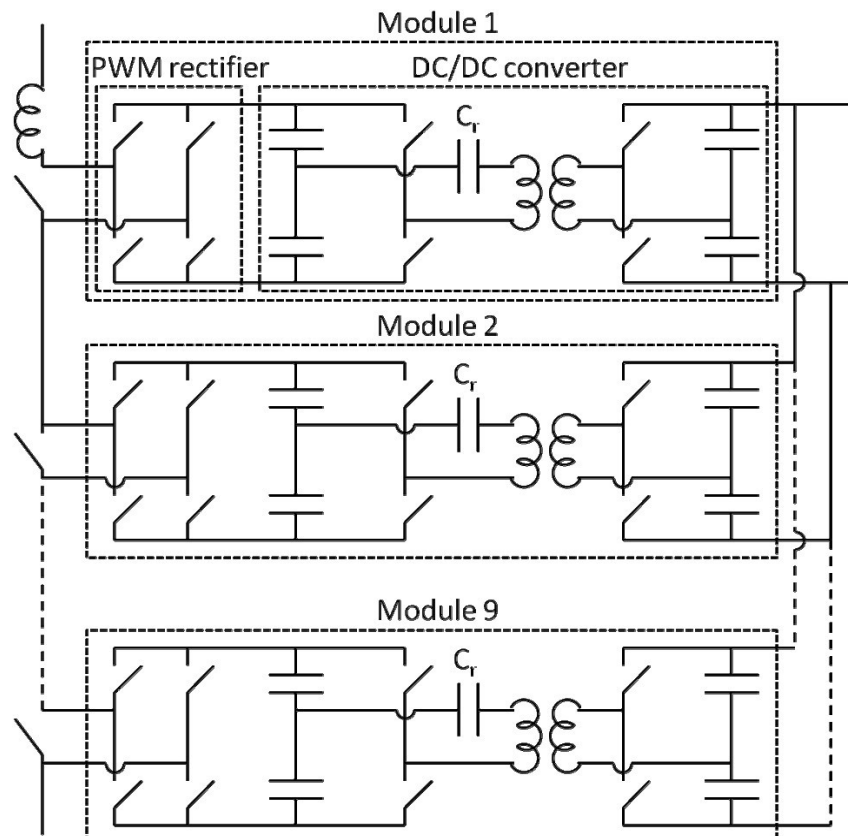 Module 1
PWM rectifier DC/DC converter
Cr
Module 2
Cr
Module 9
Cr